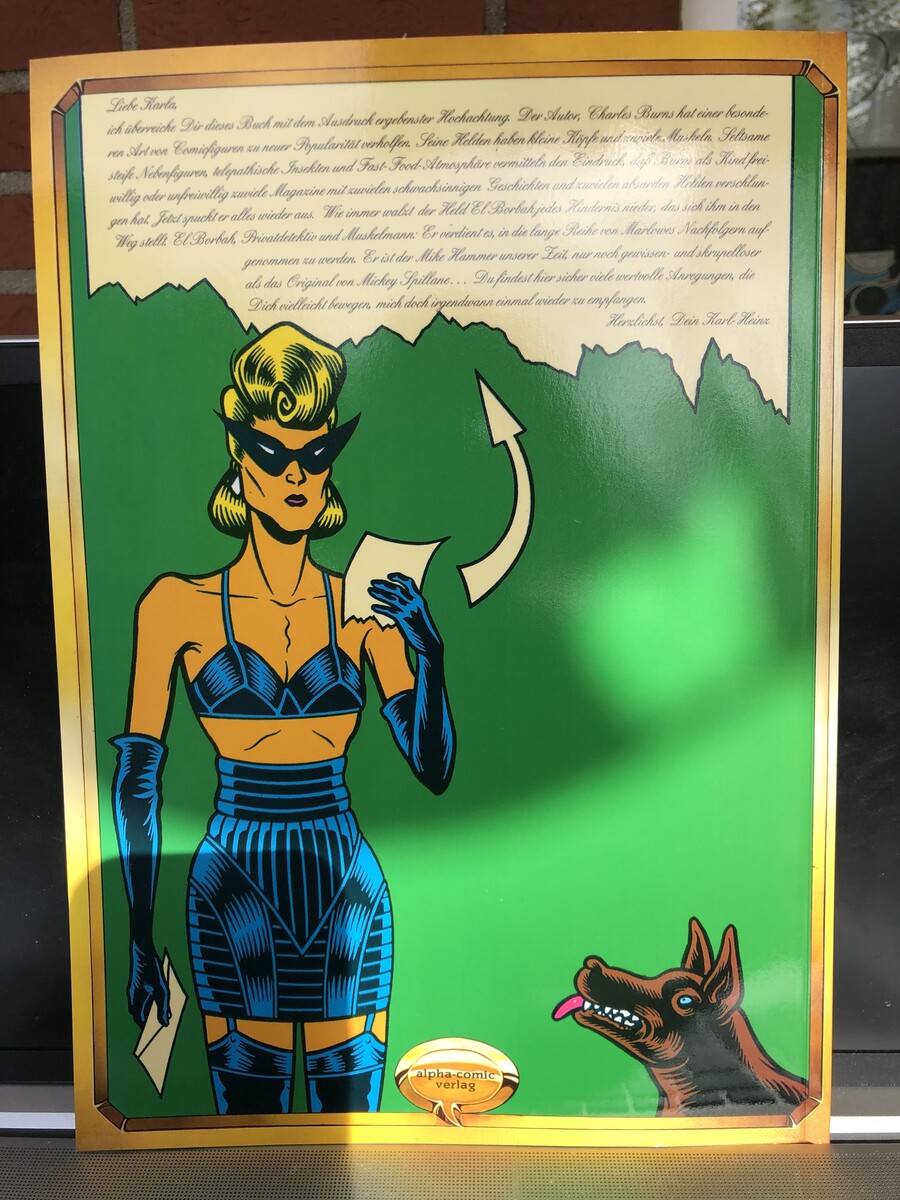 Liebe Karla,
ich überreiche Dir dieses Buch mit dem Ausdruck ergebenster Hochachtung. Der Autor, Charles Burns hat einer besonde-
ren Art von Comicfiguren zu neuer Popularität verholfen. Seine Helden haben kleine Köpfe und zuviele Muskeln. Seltsame
steife Nebenfiguren, telepathische Insekten und Fast-Food-Atmosphäre vermitteln den Eindruck, daß Burns als Kind frei-
willig oder unfreiwillig zuviele Magazine mit zuvielen schwachsinnigen Geschichten und zuvielen absurden Helden verschlun-
gen hat. Jetzt spuckt er alles wieder aus. Wie immer walzt der Held El Borbah jedes Hindernis nieder, das sich ihm in den
Weg stellt. El Borbah, Privatdetektiv und Muskelmann: Er verdient es, in die lange Reihe von Marlowes Nachfolgern auf-
genommen zu werden. Er ist der Mike Hammer unserer Zeit, nur noch gewissen- und skrupelloser
als das Original von Mickey Spillane... Du findest hier sicher viele wertvolle Anregungen, die
Dich vielleicht bewegen, mich doch irgendwann einmal wieder zu empfangen.
Herzlichst, Dein Karl-Heinz
alpha-comic
verlag